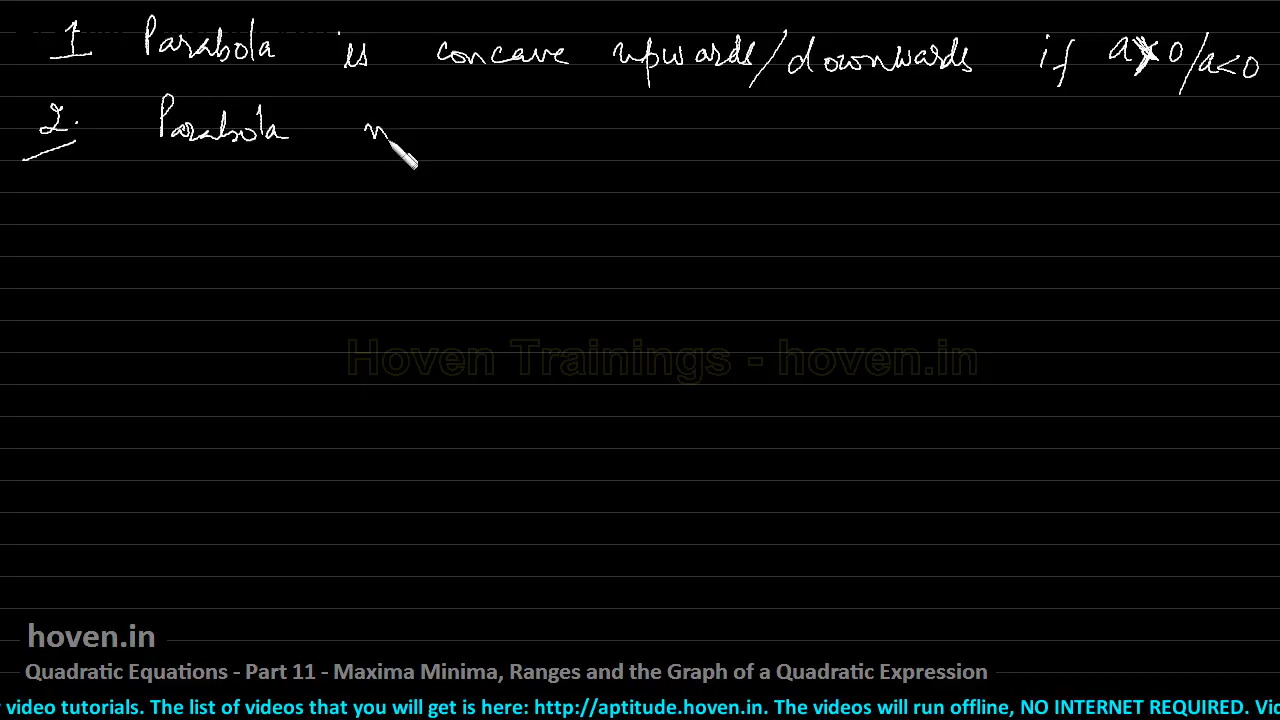 1 Parabola is concave upwards/downwards if a>0/a<0
2. Parabola
Hoven Trainings - hoven.in
hoven.in
Quadratic Equations - Part 11 - Maxima Minima, Ranges and the Graph of a Quadratic Expression
video tutorials. The list of videos that you will get is here: http://aptitude.hoven.in. The videos will run offline, NO INTERNET REQUIRED.